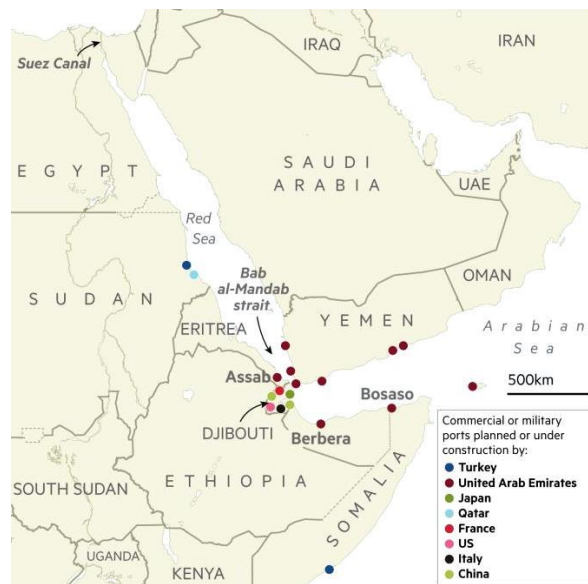 Suez Canal
IRAQ
IRAN
EGYPT
SAUDI
ARABIA
UAE
Red
Sea
OMAN
Bab
al-Mandab
strait
SUDAN
ERITREA
YEMEN
Arabian
Sea
Assab
Bosaso
500km
DJIBOUTI
Berbera
ETHIOPIA
SOUTH SUDAN
SOMALIA
UGANDA
KENYA
Commercial or military
ports planned or under
construction by:
Turkey
United Arab Emirates
Japan
Qatar
France
US
Italy
China